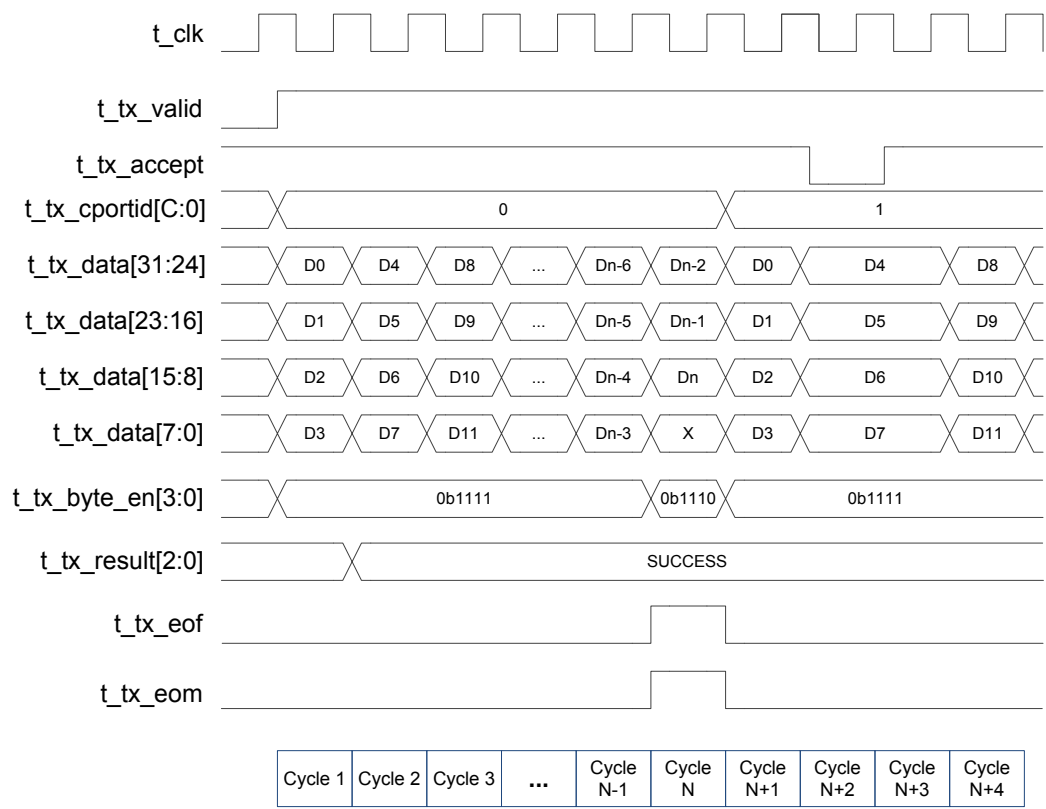 t_clk
t_tx_valid
t_tx_accept
t_tx_cportid[C:0] 0 1
t_tx_data[31:24] D0 D4 D8 ... Dn-6 Dn-2 D0 D4 D8
t_tx_data[23:16] D1 D5 D9 ... Dn-5 Dn-1 D1 D5 D9
t_tx_data[15:8] D2 D6 D10 ... Dn-4 Dn D2 D6 D10
t_tx_data[7:0] D3 D7 D11 ... Dn-3 X D3 D7 D11
t_tx_byte_en[3:0] 0b1111 0b1110 0b1111
t_tx_result[2:0] SUCCESS
t_tx_eof
t_tx_eom
Cycle 1 Cycle 2 Cycle 3 ... Cycle N-1 Cycle N Cycle N+1 Cycle N+2 Cycle N+3 Cycle N+4